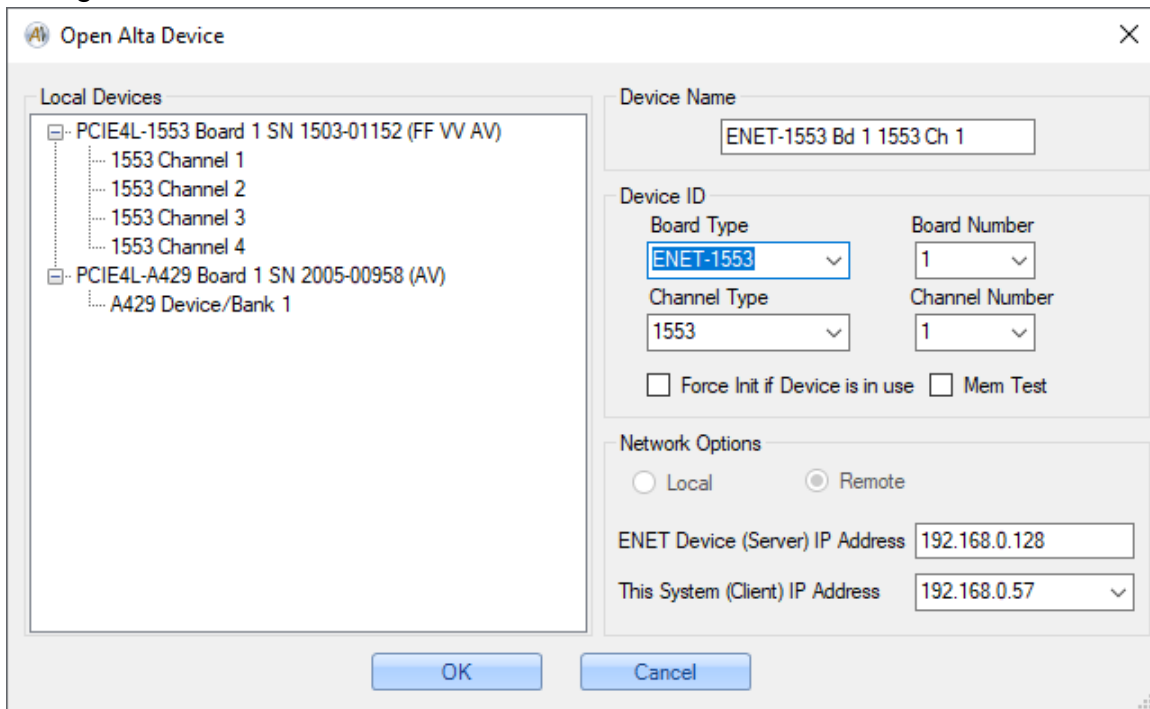 Open Alta Device
Local Devices
PCIE4L-1553 Board 1 SN 1503-01152 (FF VV AV)
1553 Channel 1
1553 Channel 2
1553 Channel 3
1553 Channel 4
PCIE4L-A429 Board 1 SN 2005-00958 (AV)
A429 Device/Bank 1
Device Name
ENET-1553 Bd 1 1553 Ch 1
Device ID
Board Type Board Number
ENET-1553 1
Channel Type Channel Number
1553 1
Force Init if Device is in use Mem Test
Network Options
Local Remote
ENET Device (Server) IP Address 192.168.0.128
This System (Client) IP Address 192.168.0.57
OK Cancel